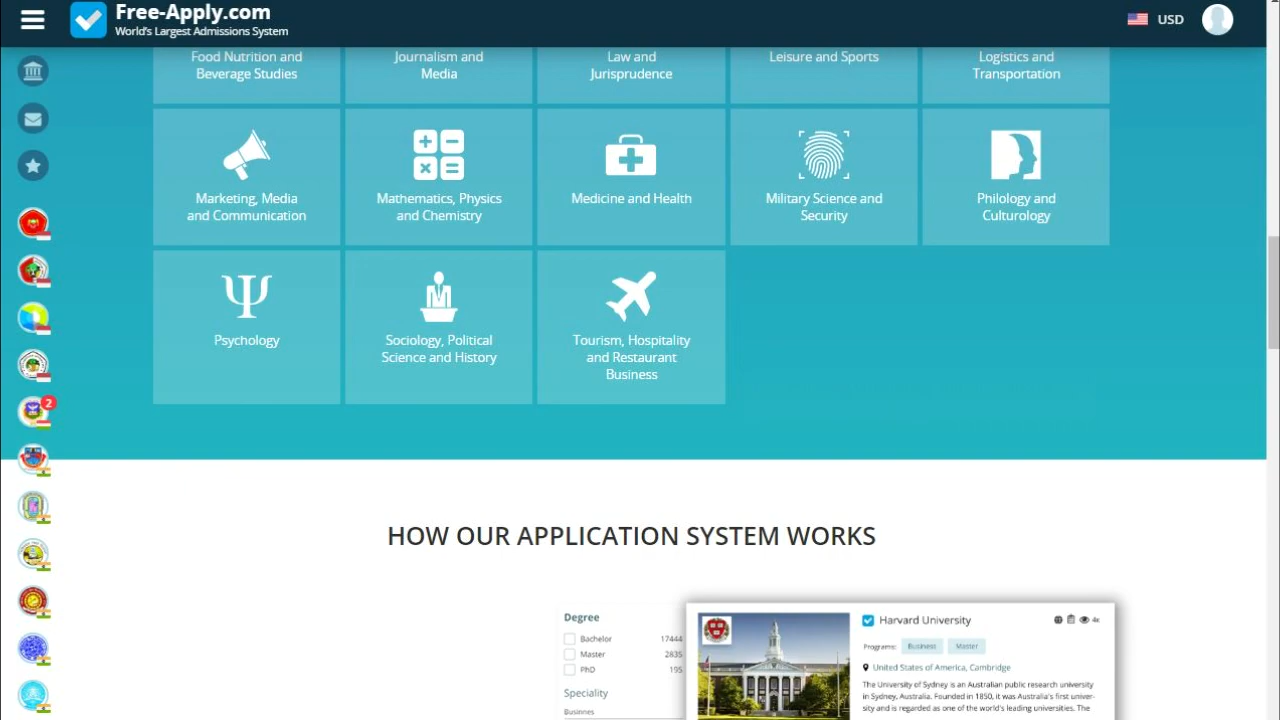 Free-Apply.com
World's Largest Admissions System
USD
Food Nutrition and
Beverage Studies
Journalism and
Media
Law and
Jurisprudence
Leisure and Sports
Logistics and
Transportation
Marketing, Media
and Communication
Mathematics, Physics
and Chemistry
Medicine and Health
Military Science and
Security
Philology and
Culturology
Psychology
Sociology, Political
Science and History
Tourism, Hospitality
and Restaurant
Business
2
HOW OUR APPLICATION SYSTEM WORKS
Degree
Bachelor 17444
Master 2835
PhD 195
Speciality
Businnes
Harvard University
4K
Programs: Business Master
United States of America, Cambridge
The University of Sydney is an Australian public research university
in Sydney, Australia. Founded in 1850, it was Australia's first univer-
sity and is regarded as one of the world's leading universities. The